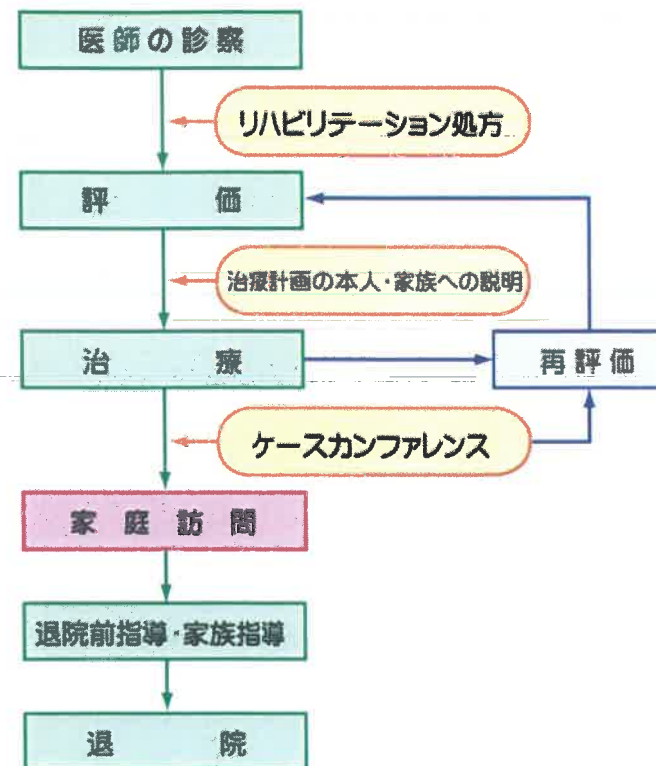 医師の診察
リハビリテーション処方
評 価
治療計画の本人・家族への説明
治 療
再評価
ケースカンファレンス
家庭訪問
退院前指導・家族指導
退 院